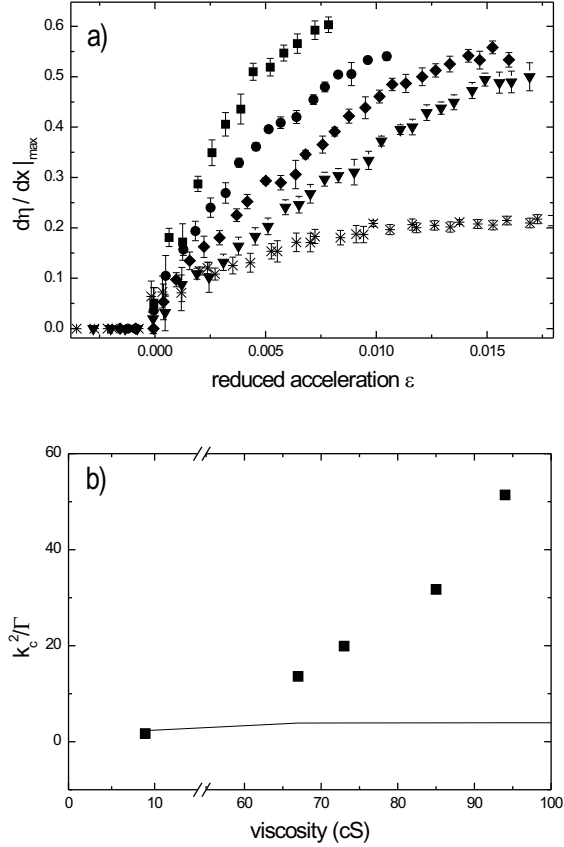 a)
0.6
0.5
0.4
0.3
0.2
0.1
0.0
dη / dx |max
0.000 0.005 0.010 0.015
reduced acceleration ε
b)
60
40
20
0
kc²/Γ
0 10 60 70 80 90 100
viscosity (cS)